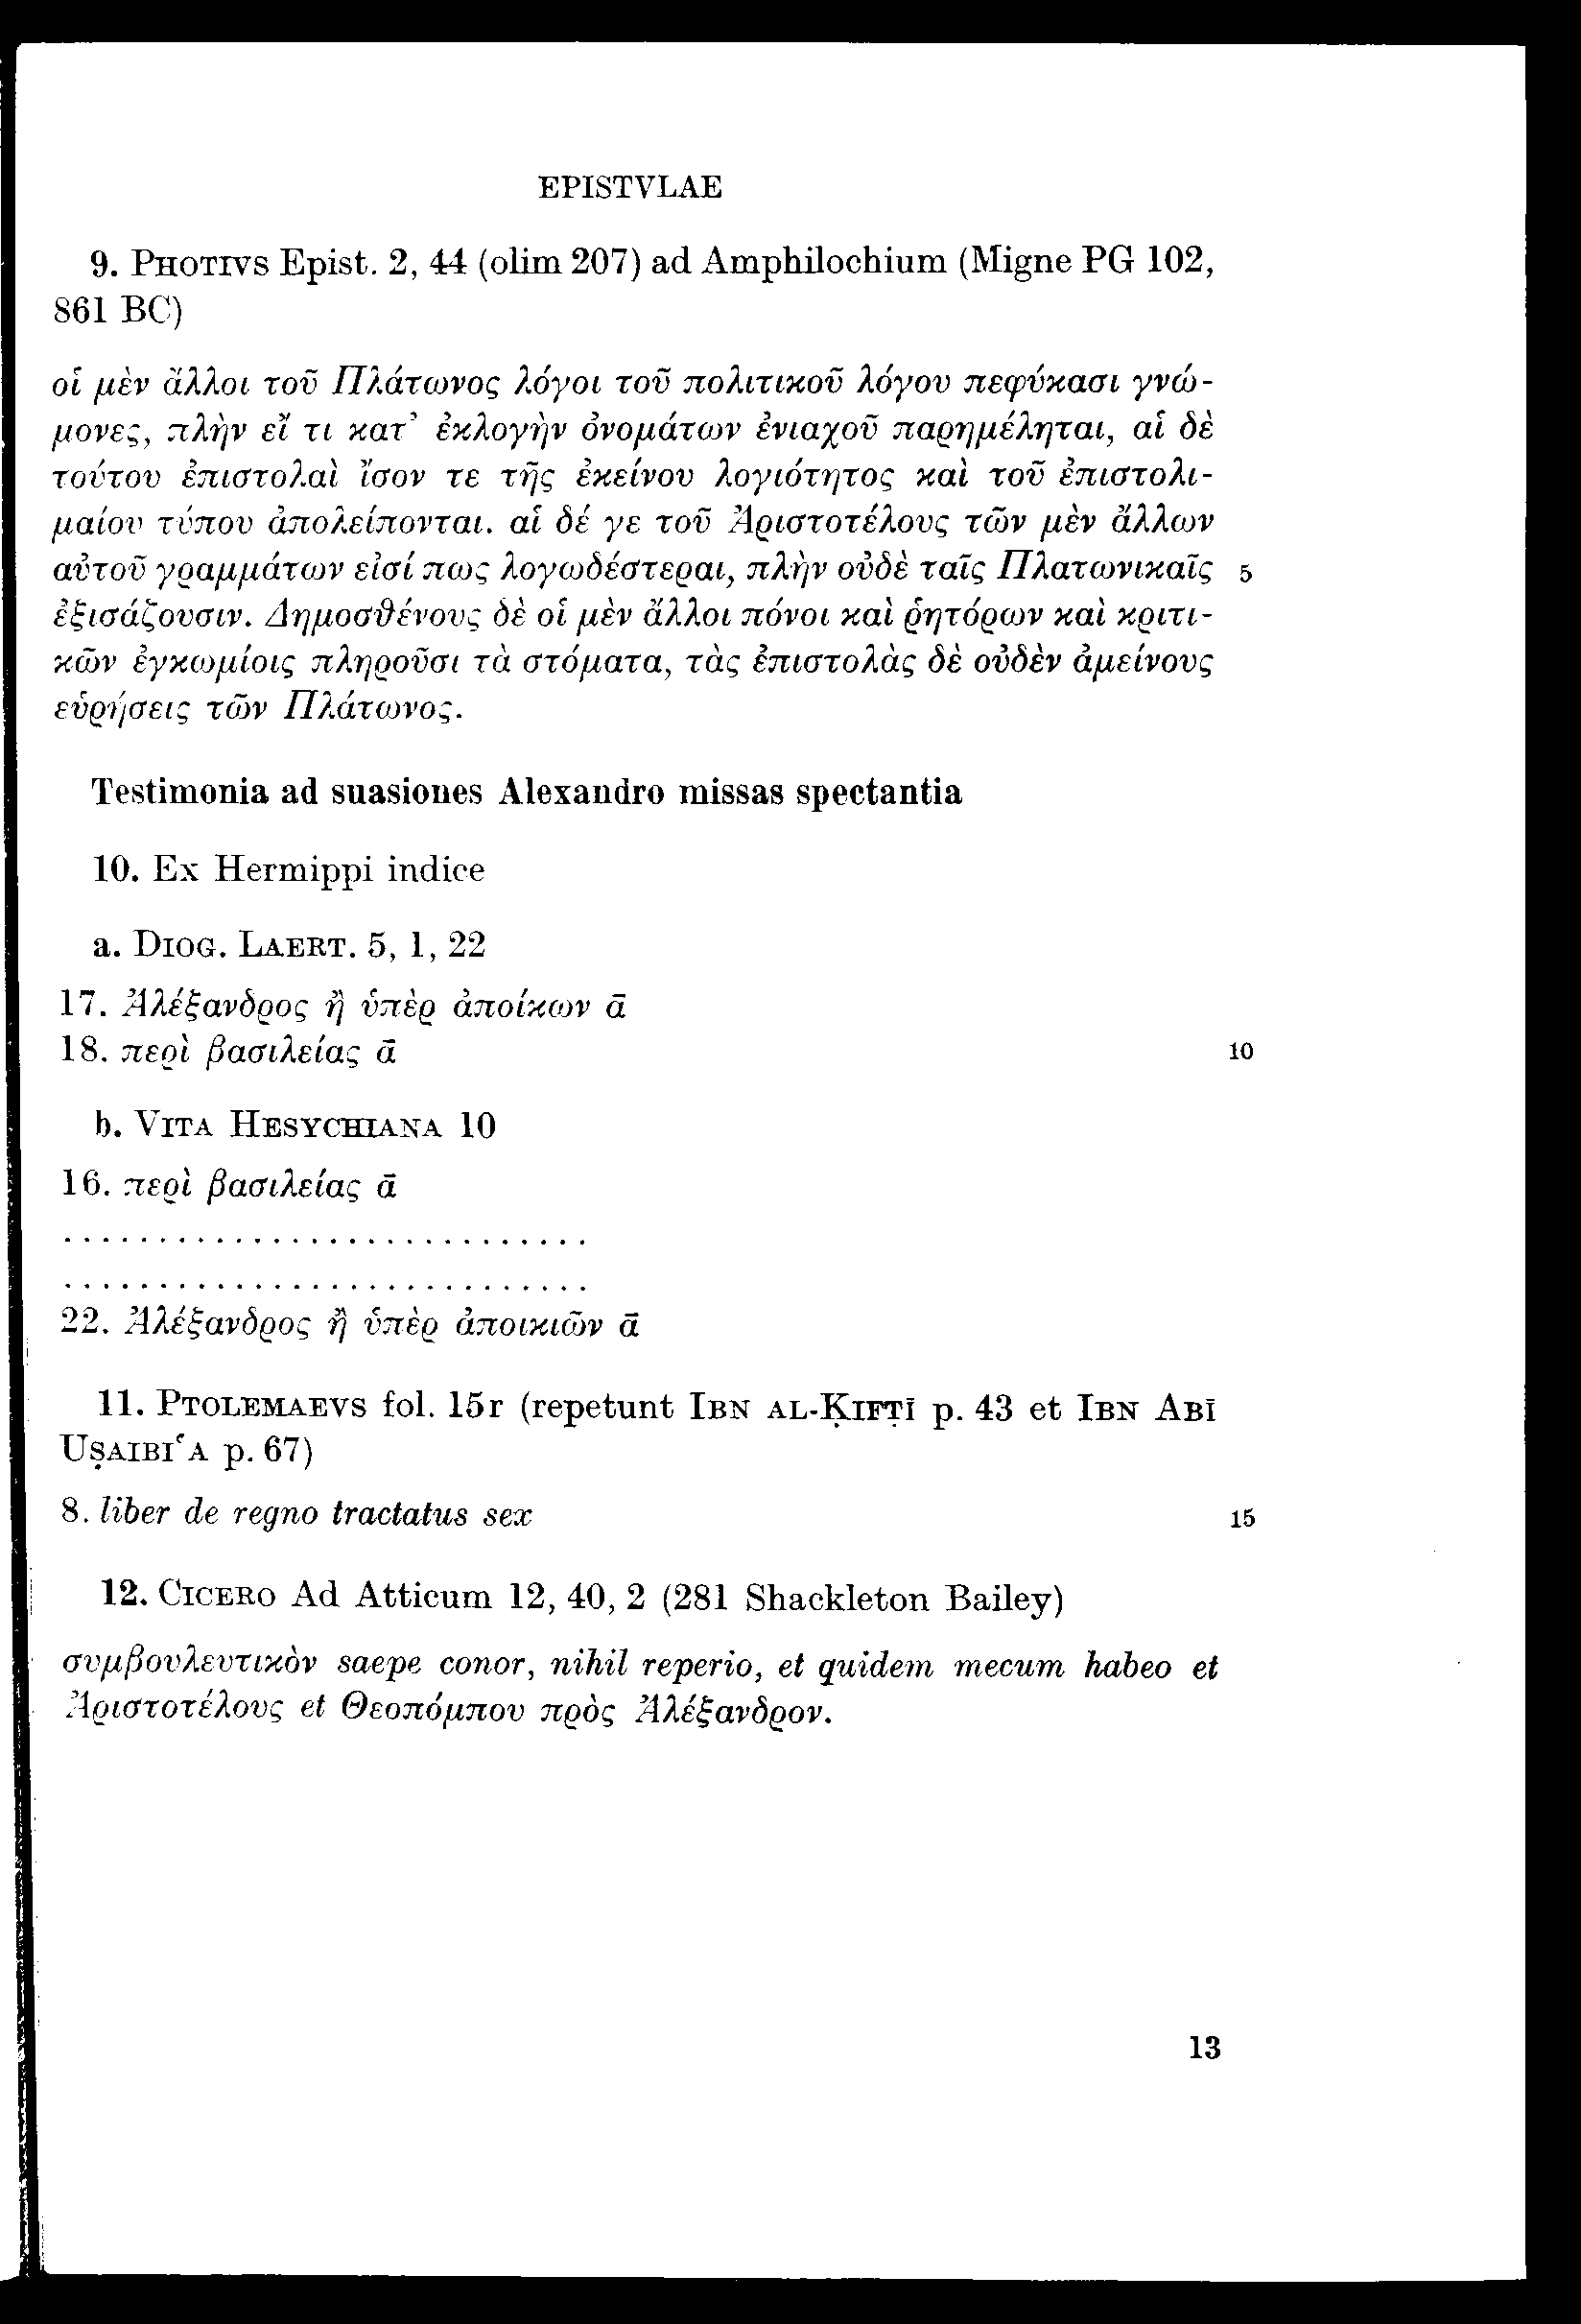 EPISTVLAE
9. PHOTIVS Epist. 2, 44 (olim 207) ad Amphilochium (Migne PG 102,
861 BC)
οἱ μὲν ἄλλοι τοῦ Πλάτωνος λόγοι τοῦ πολιτικοῦ λόγου πεφύκασι γνώ-
μονες, πλὴν εἴ τι κατ’ ἐκλογὴν ὀνομάτων ἐνιαχοῦ παρημέληται, αἱ δὲ
τούτου ἐπιστολαὶ ἴσον τε τῆς ἐκείνου λογιότητος καὶ τοῦ ἐπιστολι-
μαίου τύπου ἀπολείπονται. αἱ δέ γε τοῦ Ἀριστοτέλους τῶν μὲν ἄλλων
αὐτοῦ γραμμάτων εἰσί πως λογωδέστεραι, πλὴν οὐδὲ ταῖς Πλατωνικαῖς 5
ἐξισάζουσιν. Δημοσθένους δὲ οἱ μὲν ἄλλοι πόνοι καὶ ῥητόρων καὶ κριτι-
κῶν ἐγκωμίοις πληροῦσι τὰ στόματα, τὰς ἐπιστολὰς δὲ οὐδὲν ἀμείνους
εὑρήσεις τῶν Πλάτωνος.
Testimonia ad suasiones Alexandro missas spectantia
10. Ex Hermippi indice
a. DIOG. LAERT. 5, 1, 22
17. Ἀλέξανδρος ἢ ὑπὲρ ἀποίκων ᾱ
18. περὶ βασιλείας ᾱ 10
b. VITA HESYCHIANA 10
16. περὶ βασιλείας ᾱ
. . . . . . . . . . . . . . . . . . . . . . . . . . . .
. . . . . . . . . . . . . . . . . . . . . . . . . . . .
22. Ἀλέξανδρος ἢ ὑπὲρ ἀποικιῶν ᾱ
11. PTOLEMAEVS fol. 15r (repetunt IBN AL-ḲIFṬĪ p. 43 et IBN ABĪ
UṢAIBIʿA p. 67)
8. liber de regno tractatus sex 15
12. CICERO Ad Atticum 12, 40, 2 (281 Shackleton Bailey)
συμβουλευτικὸν saepe conor, nihil reperio, et quidem mecum habeo et
Ἀριστοτέλους et Θεοπόμπου πρὸς Ἀλέξανδρον.
13